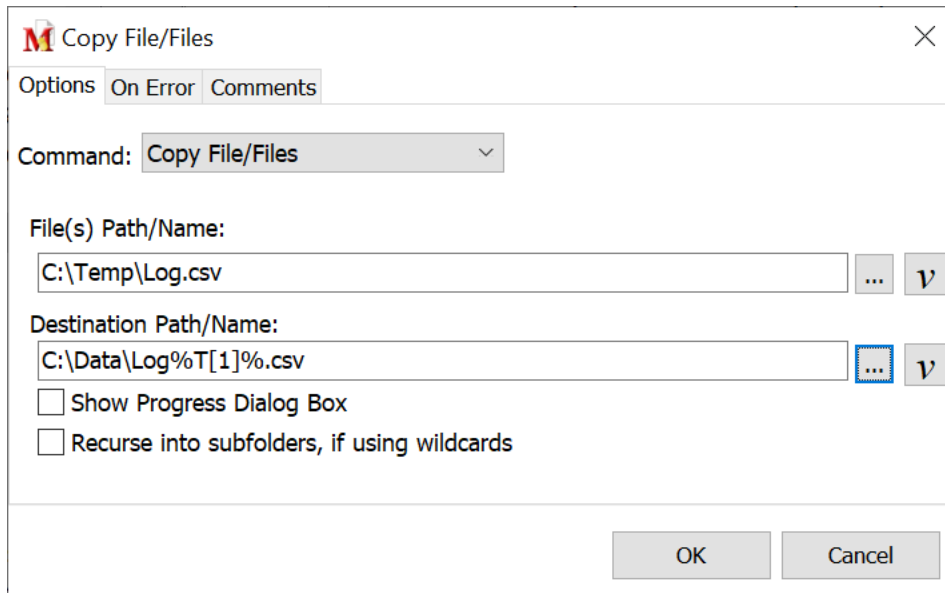 Copy File/Files
Options On Error Comments
Command: Copy File/Files
File(s) Path/Name:
C:\Temp\Log.csv ... v
Destination Path/Name:
C:\Data\Log%T[1]%.csv ... v
Show Progress Dialog Box
Recurse into subfolders, if using wildcards
OK Cancel